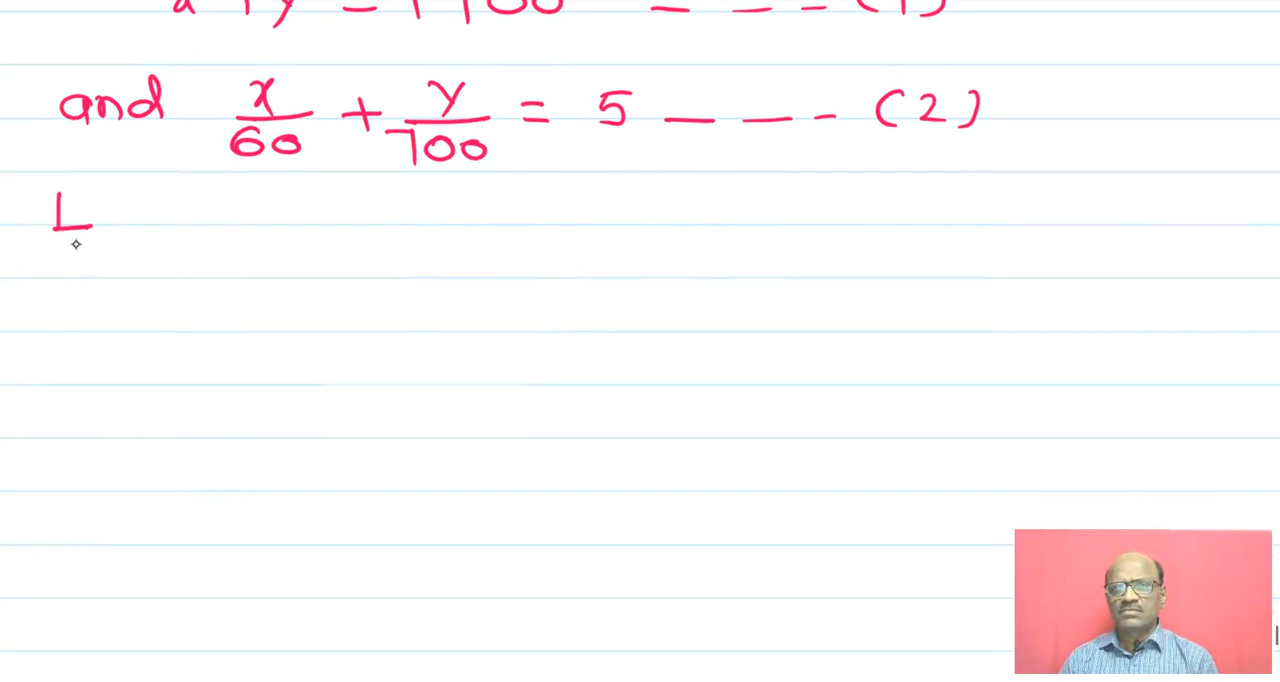 and x/60 + y/700 = 5 — — - (2)
L